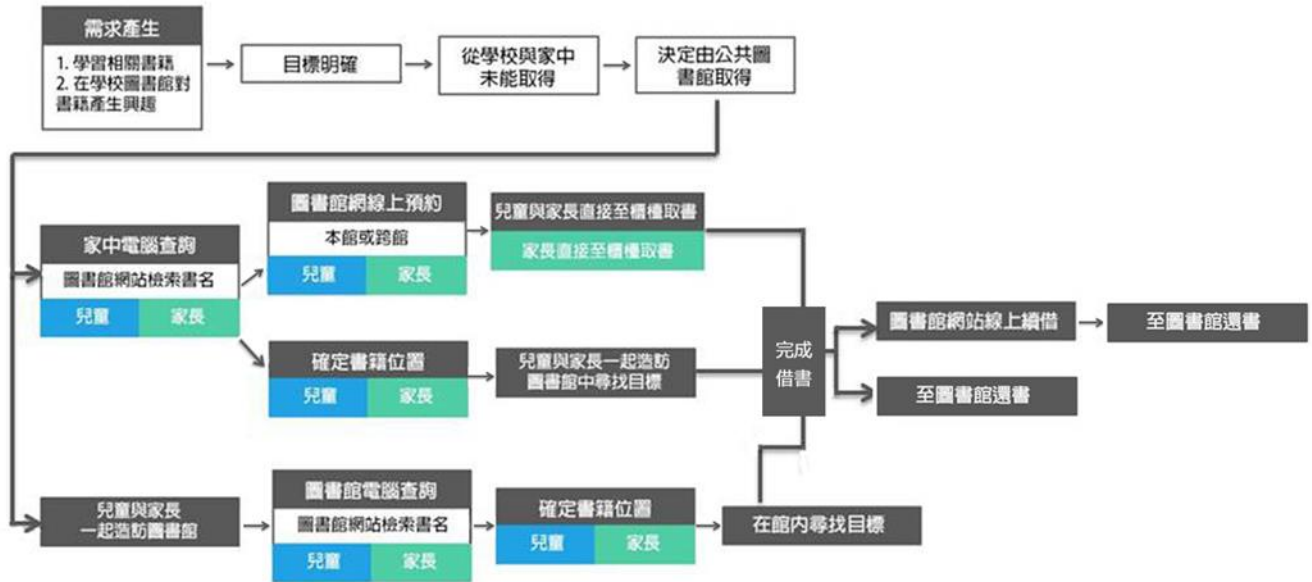 需求產生
1. 學習相關書籍
2. 在學校圖書館對
書籍產生興趣
目標明確
從學校與家中
未能取得
決定由公共圖
書館取得
家中電腦查詢
圖書館網站檢索書名
兒童
家長
圖書館網線上預約
本館或跨館
兒童
家長
兒童與家長直接至櫃檯取書
家長直接至櫃檯取書
確定書籍位置
兒童
家長
兒童與家長一起造訪
圖書館中尋找目標
完成
借書
圖書館網站線上續借
至圖書館還書
至圖書館還書
兒童與家長
一起造訪圖書館
圖書館電腦查詢
圖書館網站檢索書名
兒童
家長
確定書籍位置
兒童
家長
在館内尋找目標